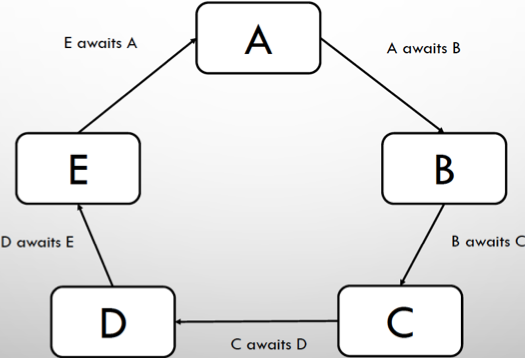 A
E awaits A
A awaits B
E
B
D awaits E
B awaits C
D
C
C awaits D